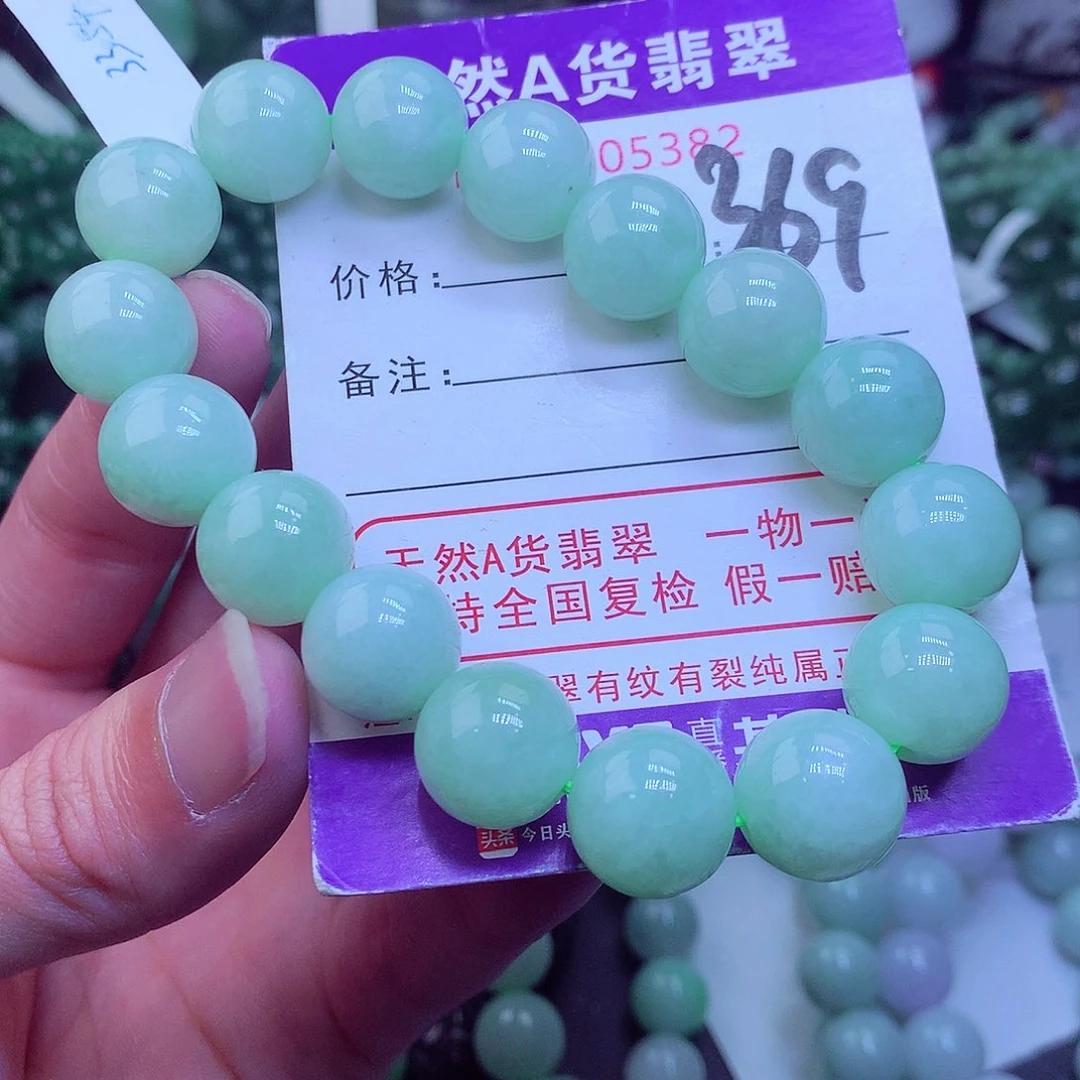 然A货翡翠
05382
369
价格：
备注：
天然A货翡翠 一物一
持全国复检 假一赔
翠有纹有裂纯属正
头条 今日头
版